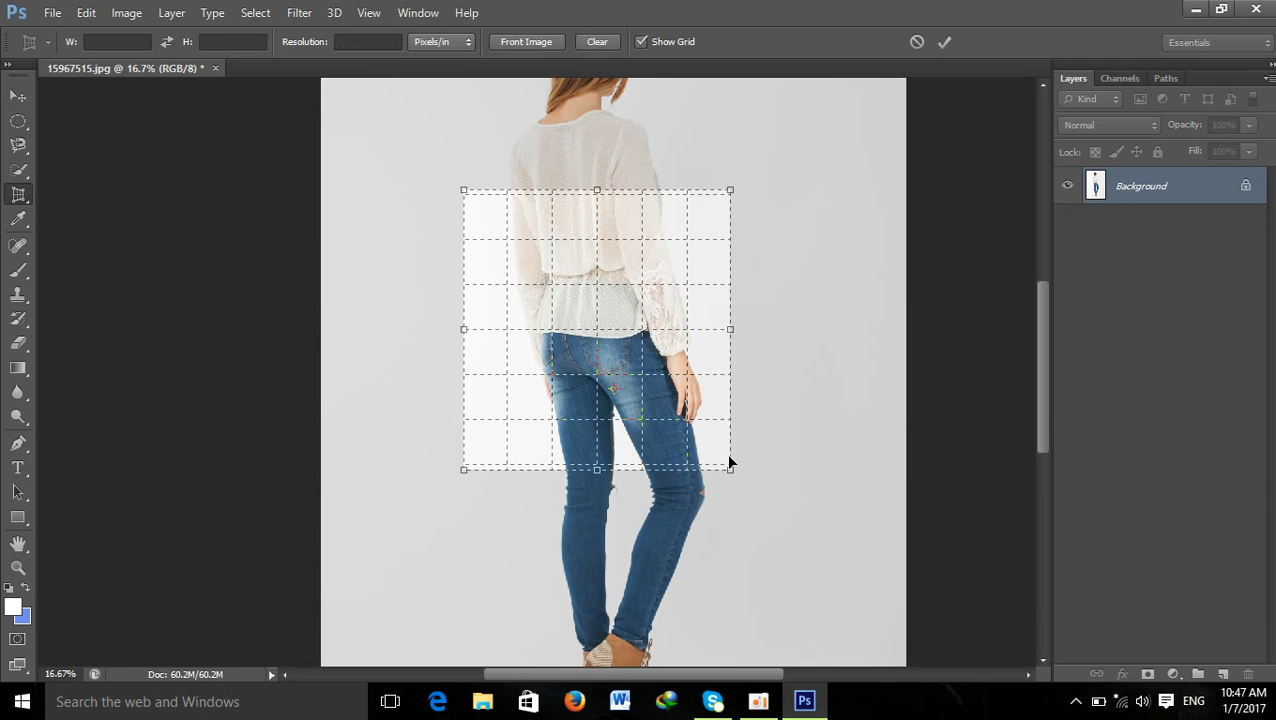 Ps File Edit Image Layer Type Select Filter 3D View Window Help
W: H: Resolution: Pixels/in Front Image Clear Show Grid Essentials
15967515.jpg @ 16.7% (RGB/8) * ×
Layers Channels Paths
Kind
Normal Opacity: 100%
Lock: Fill: 100%
Background
16.67% Doc: 60.2M/60.2M
Search the web and Windows
ENG
10:47 AM
1/7/2017